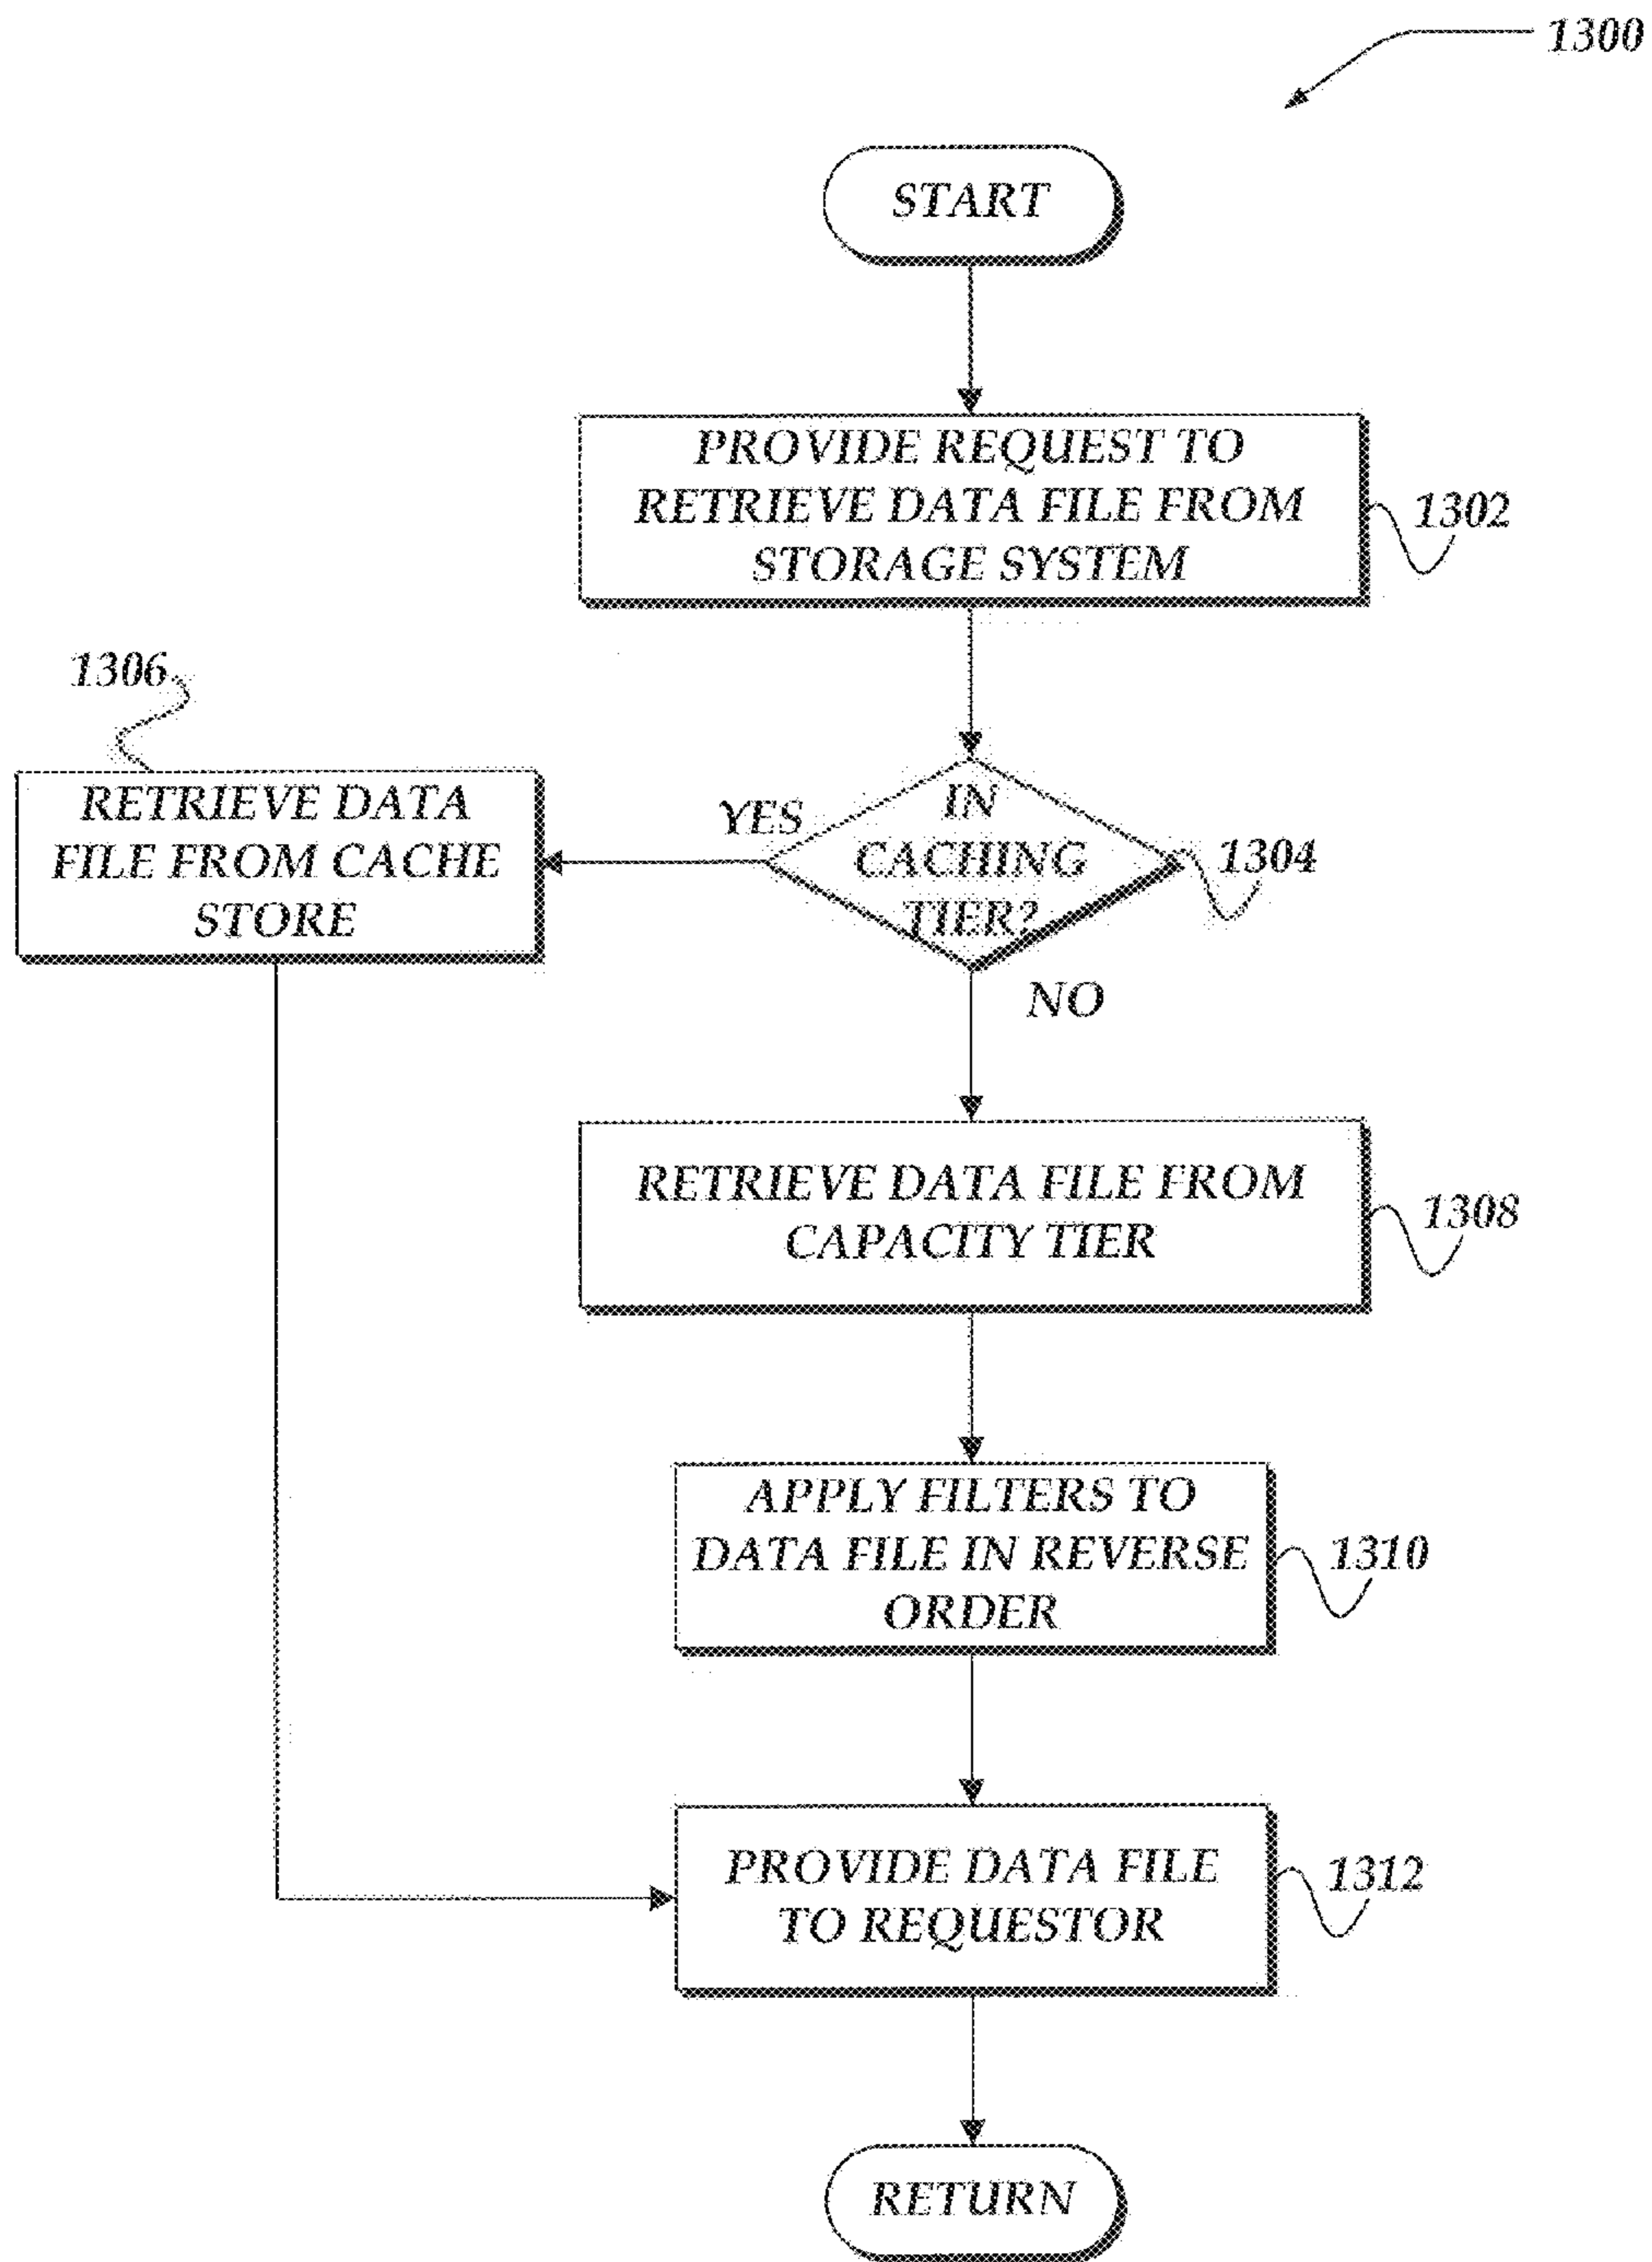 1300
START
PROVIDE REQUEST TO
RETRIEVE DATA FILE FROM
STORAGE SYSTEM
1302
1306
RETRIEVE DATA
FILE FROM CACHE
STORE
YES
IN
CACHING
TIER?
1304
NO
RETRIEVE DATA FILE FROM
CAPACITY TIER
1308
APPLY FILTERS TO
DATA FILE IN REVERSE
ORDER
1310
PROVIDE DATA FILE
TO REQUESTOR
1312
RETURN